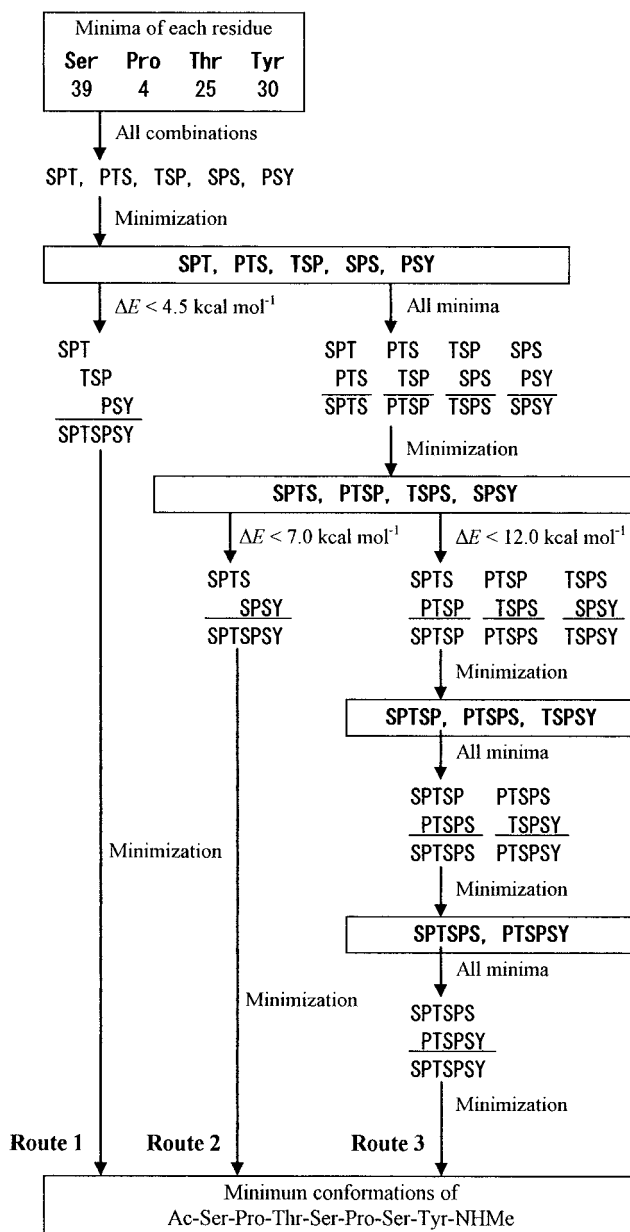 Minima of each residue
Ser Pro Thr Tyr
39 4 25 30
All combinations
SPT, PTS, TSP, SPS, PSY
Minimization
SPT, PTS, TSP, SPS, PSY
ΔE < 4.5 kcal mol⁻¹ All minima
SPT SPT PTS TSP SPS
TSP PTS TSP SPS PSY
PSY SPTS PTSP TSPS SPSY
SPTSPSY
Minimization
SPTS, PTSP, TSPS, SPSY
ΔE < 7.0 kcal mol⁻¹ ΔE < 12.0 kcal mol⁻¹
SPTS SPTS PTSP TSPS
SPSY PTSP TSPS SPSY
SPTSPSY SPTSP PTSPS TSPSY
Minimization
SPTSP, PTSPS, TSPSY
All minima
SPTSP PTSPS
PTSPS TSPSY
SPTSPS PTSPSY
Minimization
Minimization
SPTSPS, PTSPSY
All minima
Minimization
SPTSPS
PTSPSY
SPTSPSY
Minimization
Route 1 Route 2 Route 3
Minimum conformations of
Ac-Ser-Pro-Thr-Ser-Pro-Ser-Tyr-NHMe